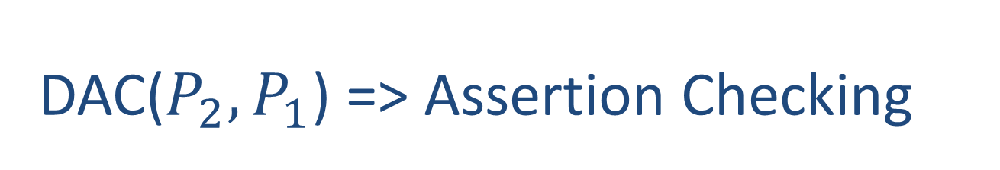 DAC(𝑃₂, 𝑃₁) => Assertion Checking